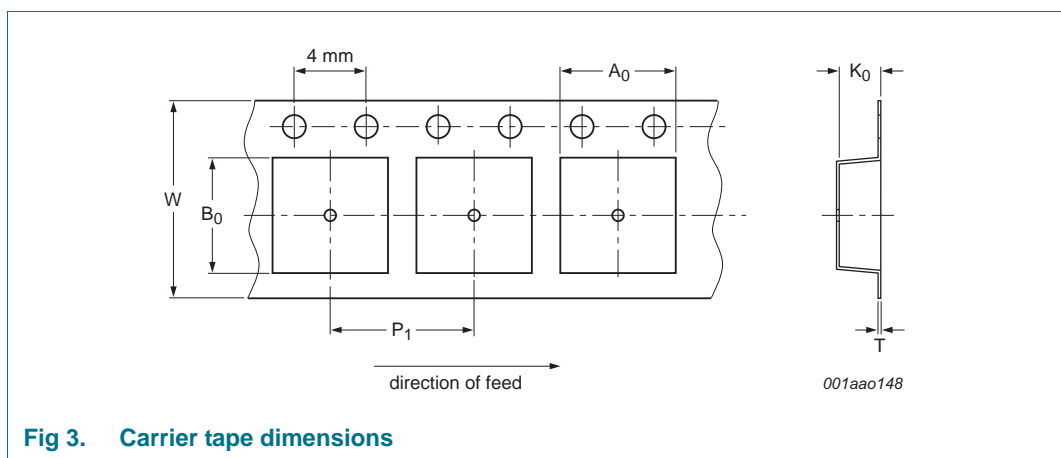 4 mm
A0
K0
W
B0
P1
T
direction of feed
001aao148
Fig 3. Carrier tape dimensions